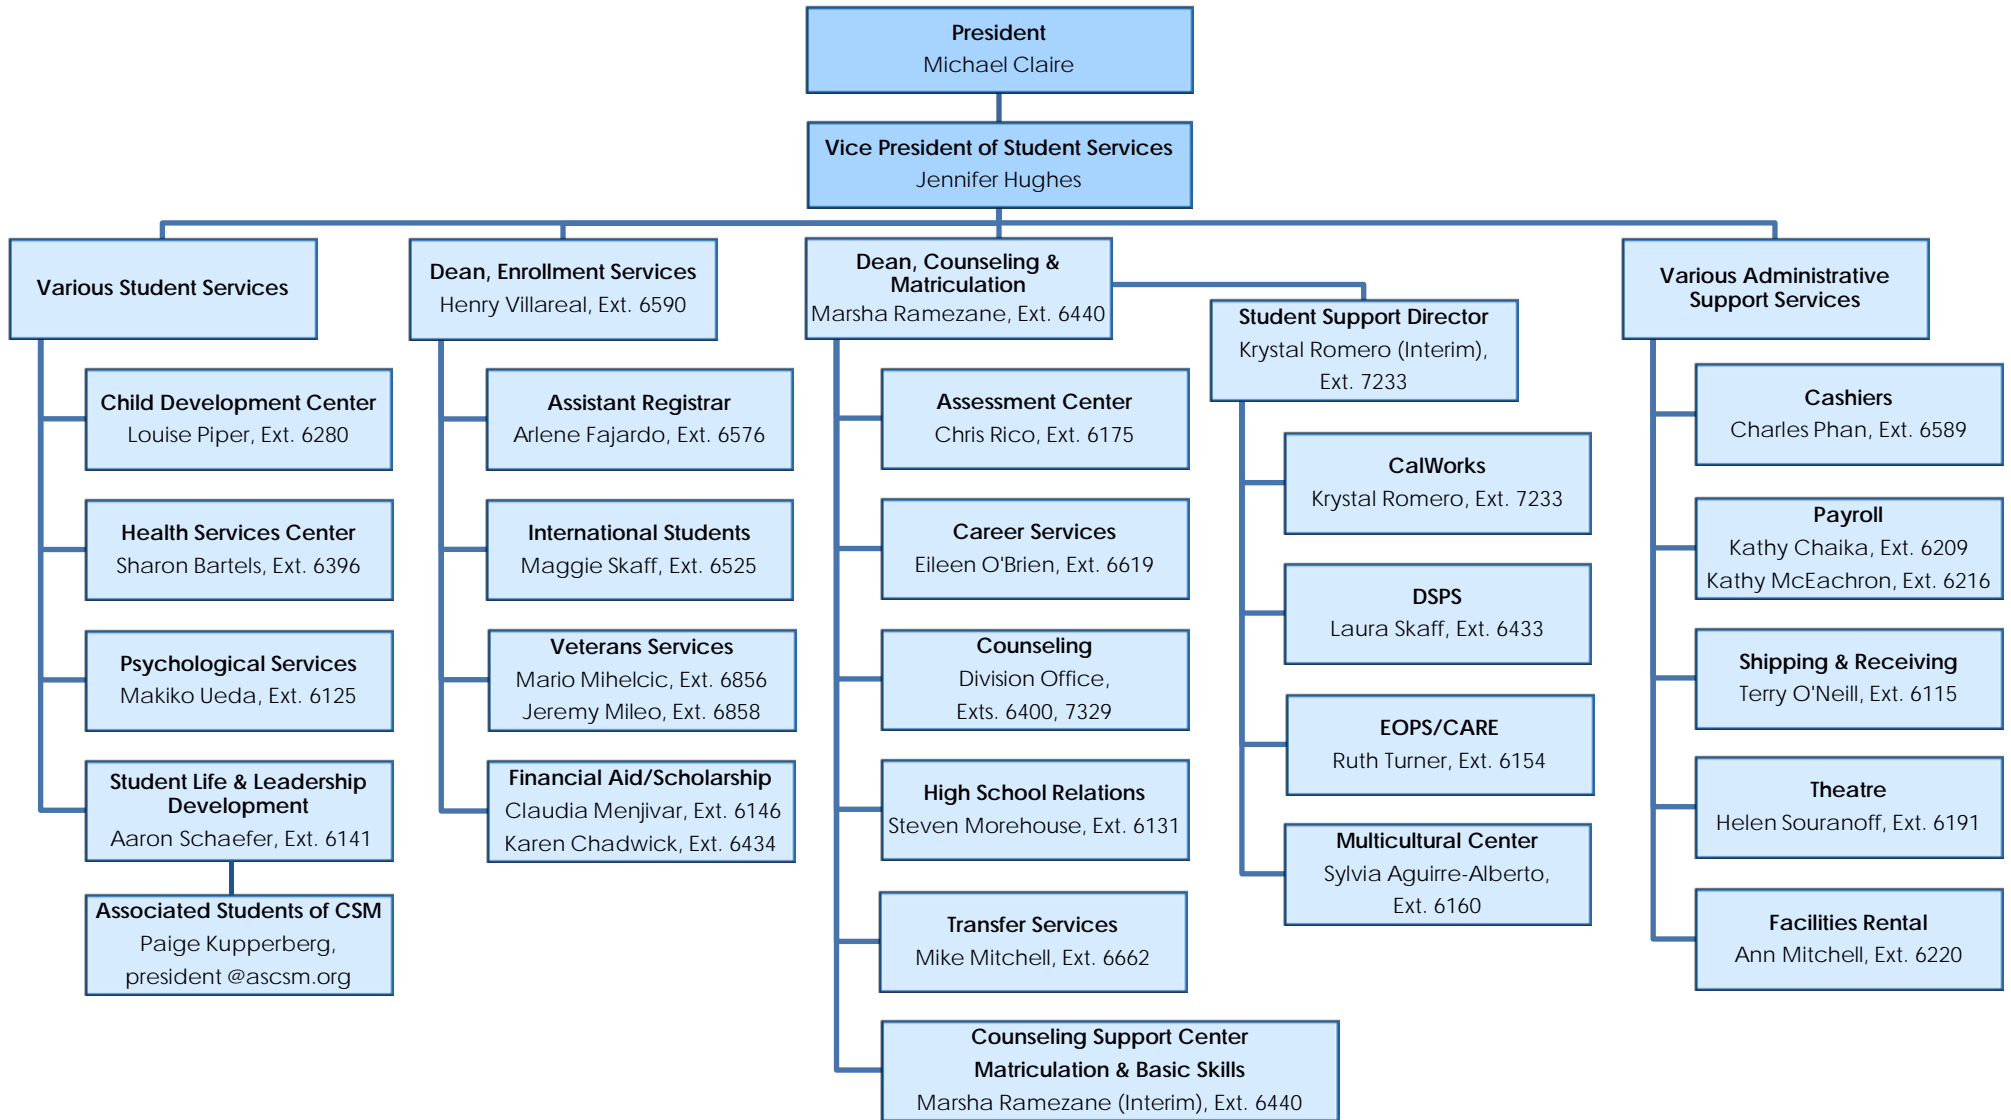 President
Michael Claire
Vice President of Student Services
Jennifer Hughes
Various Student Services
Child Development Center
Louise Piper, Ext. 6280
Health Services Center
Sharon Bartels, Ext. 6396
Psychological Services
Makiko Ueda, Ext. 6125
Student Life & Leadership
Development
Aaron Schaefer, Ext. 6141
Associated Students of CSM
Paige Kupperberg,
president @ascsm.org
Dean, Enrollment Services
Henry Villareal, Ext. 6590
Assistant Registrar
Arlene Fajardo, Ext. 6576
International Students
Maggie Skaff, Ext. 6525
Veterans Services
Mario Mihelcic, Ext. 6856
Jeremy Mileo, Ext. 6858
Financial Aid/Scholarship
Claudia Menjivar, Ext. 6146
Karen Chadwick, Ext. 6434
Dean, Counseling &
Matriculation
Marsha Ramezane, Ext. 6440
Assessment Center
Chris Rico, Ext. 6175
Career Services
Eileen O'Brien, Ext. 6619
Counseling
Division Office,
Exts. 6400, 7329
High School Relations
Steven Morehouse, Ext. 6131
Transfer Services
Mike Mitchell, Ext. 6662
Counseling Support Center
Matriculation & Basic Skills
Marsha Ramezane (Interim), Ext. 6440
Student Support Director
Krystal Romero (Interim),
Ext. 7233
CalWorks
Krystal Romero, Ext. 7233
DSPS
Laura Skaff, Ext. 6433
EOPS/CARE
Ruth Turner, Ext. 6154
Multicultural Center
Sylvia Aguirre-Alberto,
Ext. 6160
Various Administrative
Support Services
Cashiers
Charles Phan, Ext. 6589
Payroll
Kathy Chaika, Ext. 6209
Kathy McEachron, Ext. 6216
Shipping & Receiving
Terry O'Neill, Ext. 6115
Theatre
Helen Souranoff, Ext. 6191
Facilities Rental
Ann Mitchell, Ext. 6220